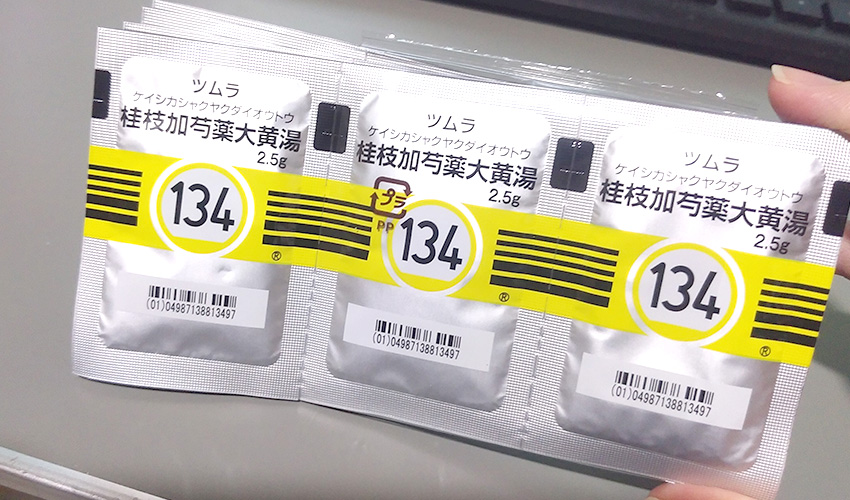 ツムラ
ケイシカシャクヤクダイオウトウ
桂枝加芍薬大黄湯
2.5g
134
®
(01)04987138813497
ツムラ
ケイシカシャクヤクダイオウトウ
桂枝加芍薬大黄湯
2.5g
プラ
PP
134
®
(01)04987138813497
ツムラ
ケイシカシャクヤクダイオウトウ
桂枝加芍薬大黄湯
2.5g
134
®
(01)04987138813497